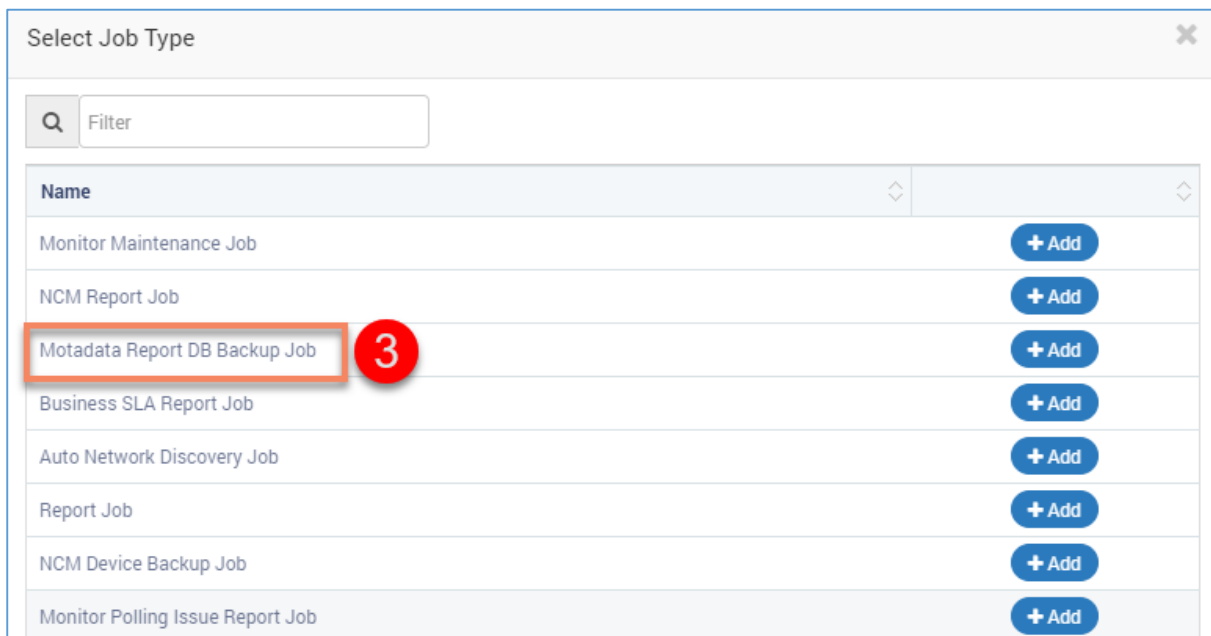 Select Job Type
Filter
Name
Monitor Maintenance Job Add
NCM Report Job Add
Motadata Report DB Backup Job 3 Add
Business SLA Report Job Add
Auto Network Discovery Job Add
Report Job Add
NCM Device Backup Job Add
Monitor Polling Issue Report Job Add